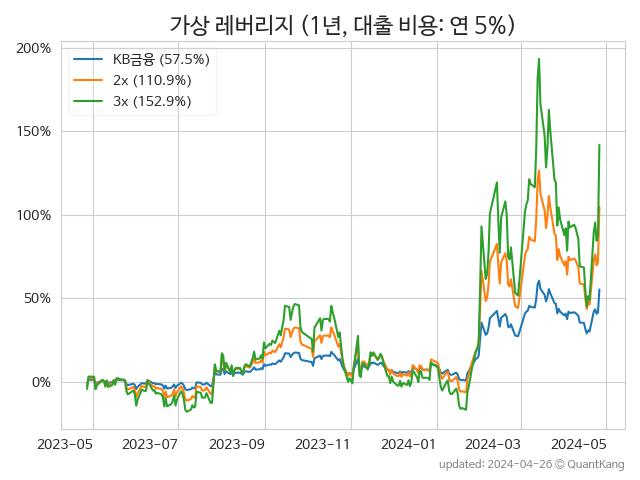 가상 레버리지 (1년, 대출 비용: 연 5%)
KB금융 (57.5%)
2x (110.9%)
3x (152.9%)
200%
150%
100%
50%
0%
2023-05 2023-07 2023-09 2023-11 2024-01 2024-03 2024-05
updated: 2024-04-26 © QuantKang